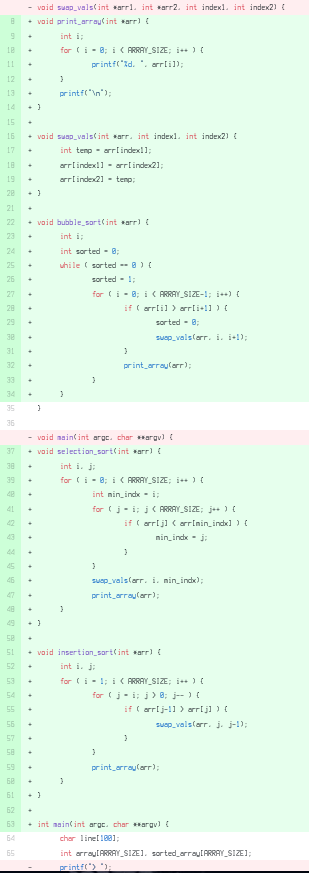 - void swap_vals(int *arr1, int *arr2, int index1, int index2) {
8 + void print_array(int *arr) {
9 + int i;
10 + for ( i = 0; i < ARRAY_SIZE; i++ ) {
11 + printf("%d, ", arr[i]);
12 + }
13 + printf("\n");
14 + }
15 +
16 + void swap_vals(int *arr, int index1, int index2) {
17 + int temp = arr[index1];
18 + arr[index1] = arr[index2];
19 + arr[index2] = temp;
20 + }
21 +
22 + void bubble_sort(int *arr) {
23 + int i;
24 + int sorted = 0;
25 + while ( sorted == 0 ) {
26 + sorted = 1;
27 + for ( i = 0; i < ARRAY_SIZE-1; i++) {
28 + if ( arr[i] > arr[i+1] ) {
29 + sorted = 0;
30 + swap_vals(arr, i, i+1);
31 + }
32 + print_array(arr);
33 + }
34 + }
35 }
36
- void main(int argc, char **argv) {
37 + void selection_sort(int *arr) {
38 + int i, j;
39 + for ( i = 0; i < ARRAY_SIZE; i++ ) {
40 + int min_indx = i;
41 + for ( j = i; j < ARRAY_SIZE; j++ ) {
42 + if ( arr[j] < arr[min_indx] ) {
43 + min_indx = j;
44 + }
45 + }
46 + swap_vals(arr, i, min_indx);
47 + print_array(arr);
48 + }
49 + }
50 +
51 + void insertion_sort(int *arr) {
52 + int i, j;
53 + for ( i = 1; i < ARRAY_SIZE; i++ ) {
54 + for ( j = i; j > 0; j-- ) {
55 + if ( arr[j-1] > arr[j] ) {
56 + swap_vals(arr, j, j-1);
57 + }
58 + }
59 + print_array(arr);
60 + }
61 + }
62 +
63 + int main(int argc, char **argv) {
64 char line[100];
65 int array[ARRAY_SIZE], sorted_array[ARRAY_SIZE];
- printf("> ");